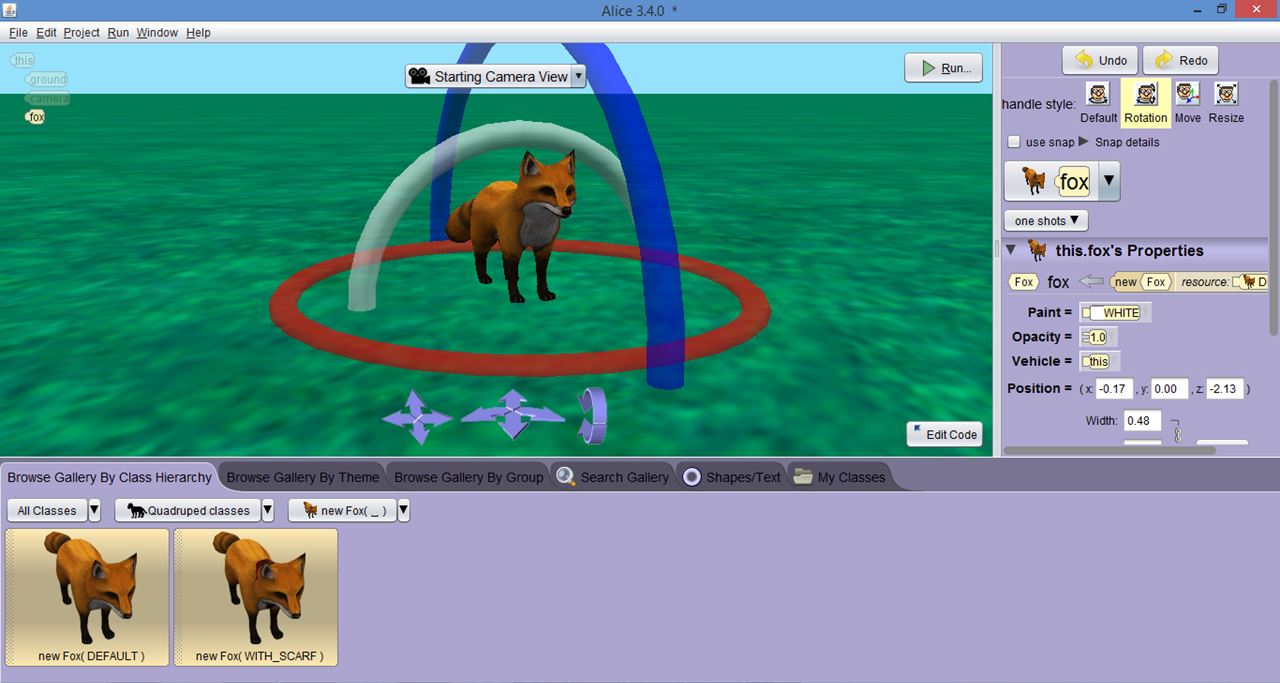 Alice 3.4.0 *
File Edit Project Run Window Help
this
ground
camera
fox
Starting Camera View
Run...
Undo Redo
handle style:
Default Rotation Move Resize
use snap Snap details
fox
one shots
this.fox's Properties
Fox fox new Fox resource: D
Paint = WHITE
Opacity = 1.0
Vehicle = this
Position = ( x: -0.17 , y: 0.00 , z: -2.13 )
Width: 0.48
Edit Code
Browse Gallery By Class Hierarchy Browse Gallery By Theme Browse Gallery By Group Search Gallery Shapes/Text My Classes
All Classes Quadruped classes new Fox( _ )
new Fox( DEFAULT ) new Fox( WITH_SCARF )